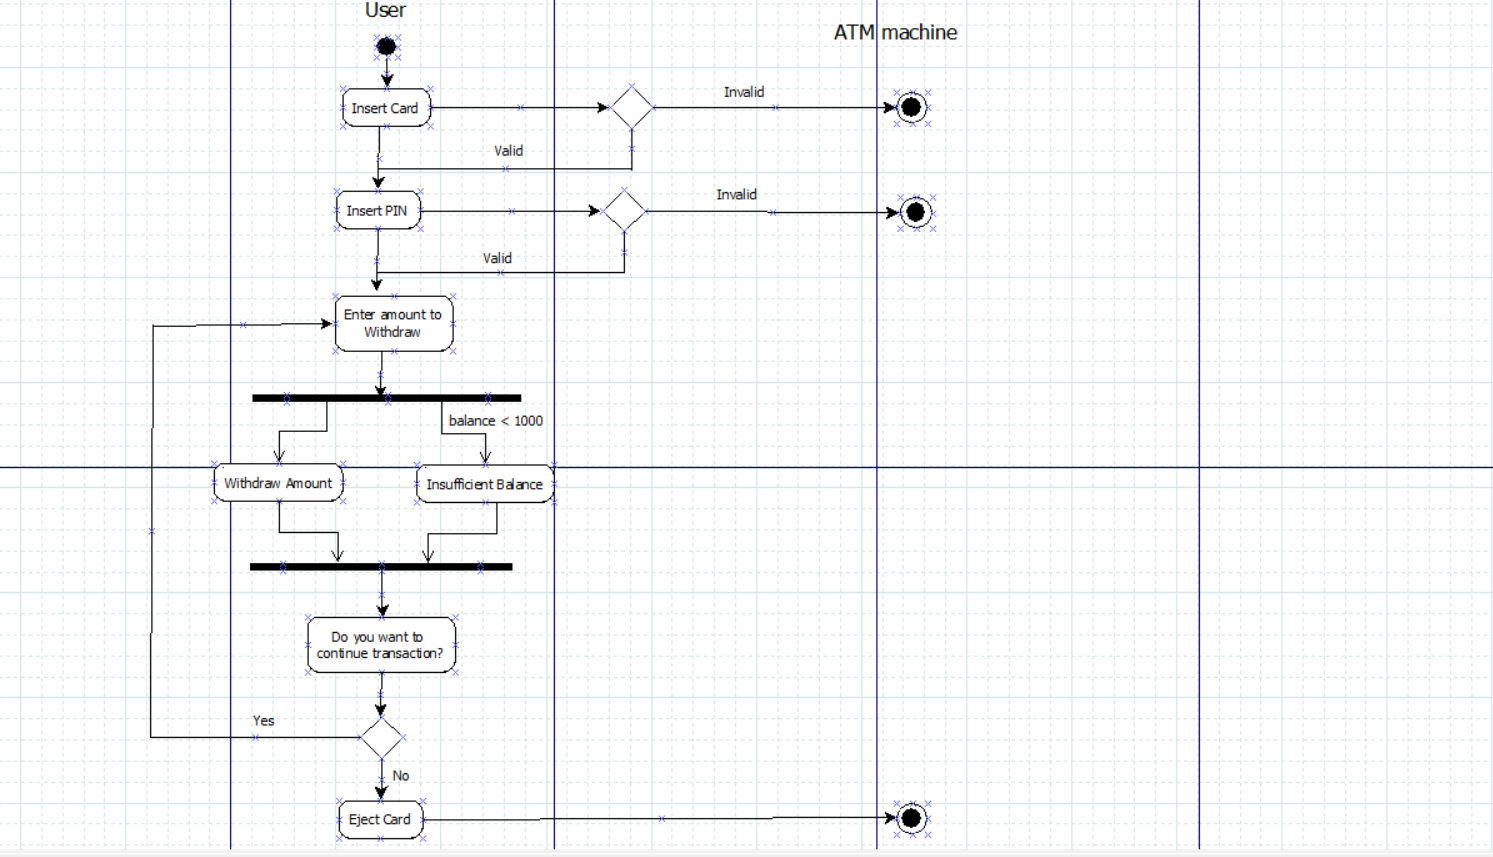 User
ATM machine
Insert Card
Invalid
Valid
Insert PIN
Invalid
Valid
Enter amount to
Withdraw
balance < 1000
Withdraw Amount
Insufficient Balance
Do you want to
continue transaction?
Yes
No
Eject Card